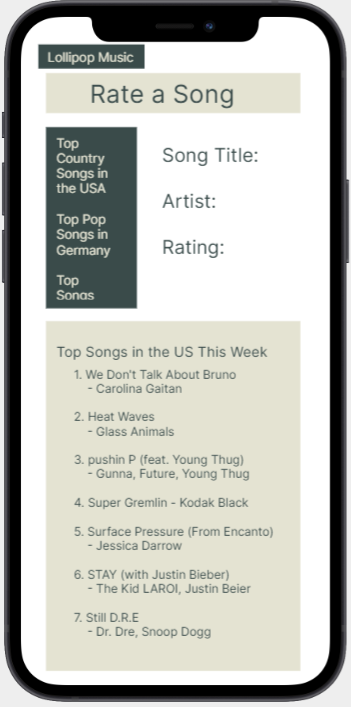 Lollipop Music
Rate a Song
Top
Country
Songs in
the USA
Top Pop
Songs in
Germany
Top
Songs
Song Title:
Artist:
Rating:
Top Songs in the US This Week
1. We Don't Talk About Bruno
- Carolina Gaitan
2. Heat Waves
- Glass Animals
3. pushin P (feat. Young Thug)
- Gunna, Future, Young Thug
4. Super Gremlin - Kodak Black
5. Surface Pressure (From Encanto)
- Jessica Darrow
6. STAY (with Justin Bieber)
- The Kid LAROI, Justin Beier
7. Still D.R.E
- Dr. Dre, Snoop Dogg